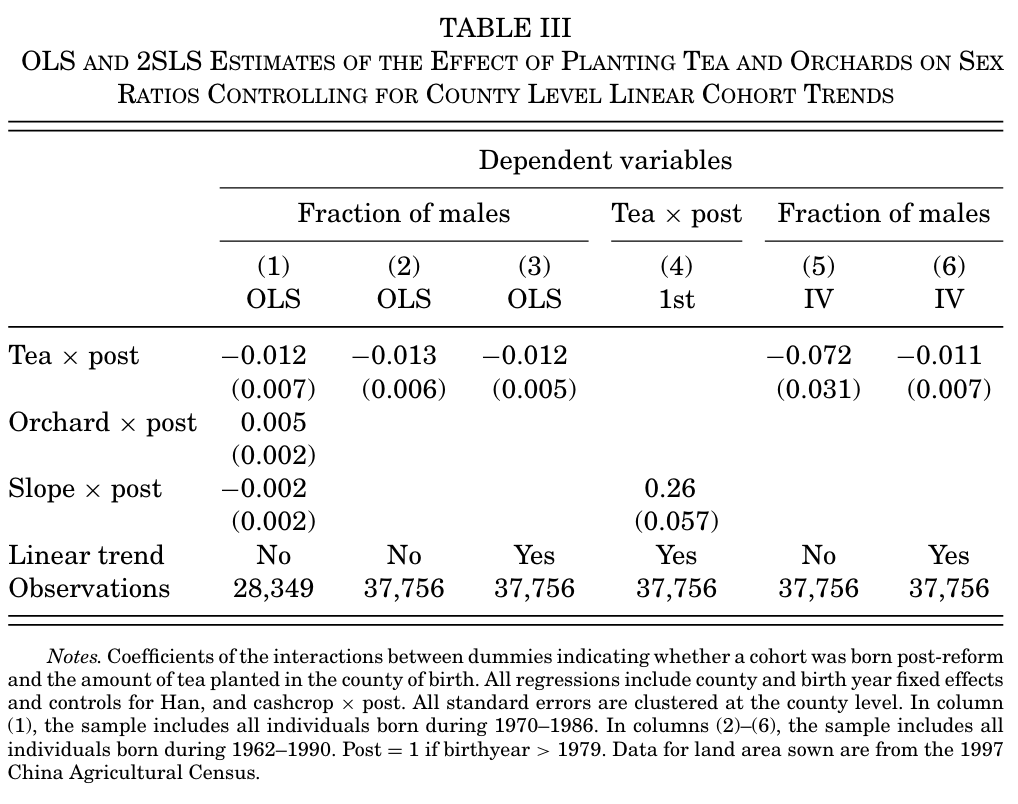 TABLE III
OLS AND 2SLS ESTIMATES OF THE EFFECT OF PLANTING TEA AND ORCHARDS ON SEX
RATIOS CONTROLLING FOR COUNTY LEVEL LINEAR COHORT TRENDS
Dependent variables
Fraction of males Tea × post Fraction of males
(1) (2) (3) (4) (5) (6)
OLS OLS OLS 1st IV IV
Tea × post −0.012 −0.013 −0.012 −0.072 −0.011
(0.007) (0.006) (0.005) (0.031) (0.007)
Orchard × post 0.005
(0.002)
Slope × post −0.002 0.26
(0.002) (0.057)
Linear trend No No Yes Yes No Yes
Observations 28,349 37,756 37,756 37,756 37,756 37,756
Notes. Coefficients of the interactions between dummies indicating whether a cohort was born post-reform
and the amount of tea planted in the county of birth. All regressions include county and birth year fixed effects
and controls for Han, and cashcrop × post. All standard errors are clustered at the county level. In column
(1), the sample includes all individuals born during 1970–1986. In columns (2)–(6), the sample includes all
individuals born during 1962–1990. Post = 1 if birthyear > 1979. Data for land area sown are from the 1997
China Agricultural Census.